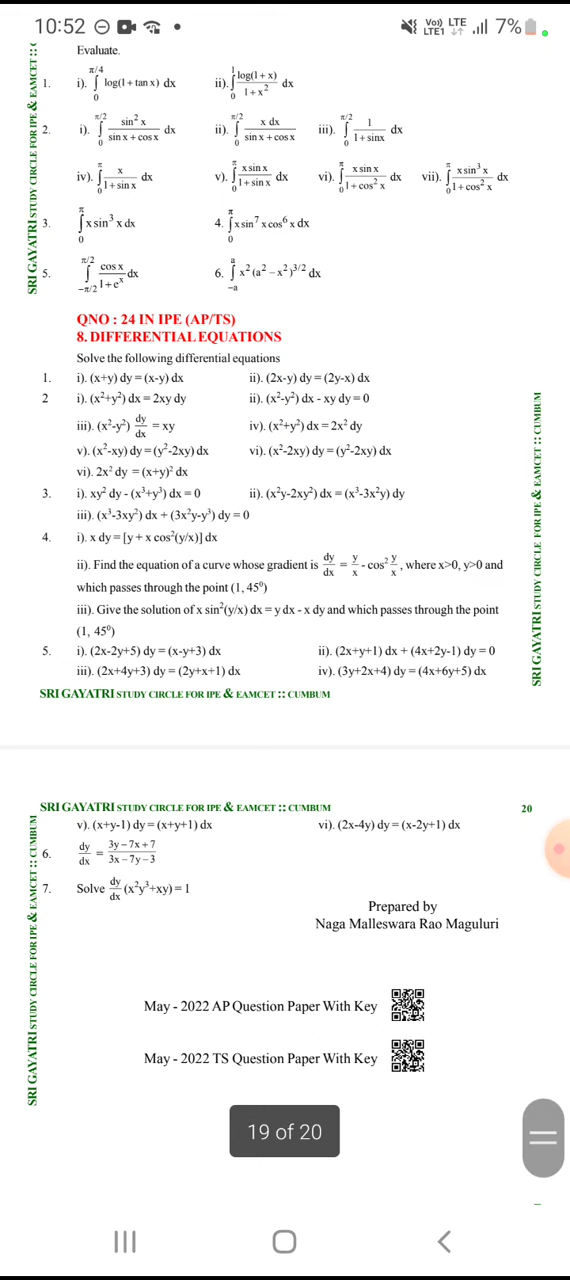 10:52
Vo)) LTE
LTE1 ↓↑ 7%
Evaluate.
1. i). ∫₀^{π/4} log(1 + tan x) dx ii). ∫₀^1 log(1 + x)/(1 + x²) dx
2. i). ∫₀^{π/2} sin² x/(sin x + cos x) dx ii). ∫₀^{π/2} x dx/(sin x + cos x) iii). ∫₀^{π/2} 1/(1 + sinx) dx
iv). ∫₀^π x/(1 + sin x) dx v). ∫₀^π x sin x/(1 + sin x) dx vi). ∫₀^π x sin x/(1 + cos² x) dx vii). ∫₀^π x sin³ x/(1 + cos² x) dx
3. ∫₀^π x sin³ x dx 4. ∫₀^π x sin⁷ x cos⁶ x dx
5. ∫_{-π/2}^{π/2} cos x/(1 + e^x) dx 6. ∫_{-a}^{a} x² (a² – x²)^{3/2} dx
SRI GAYATRI STUDY CIRCLE FOR IPE & EAMCET :: (
QNO : 24 IN IPE (AP/TS)
8. DIFFERENTIAL EQUATIONS
Solve the following differential equations
1. i). (x+y) dy = (x-y) dx ii). (2x-y) dy = (2y-x) dx
2 i). (x²+y²) dx = 2xy dy ii). (x²-y²) dx - xy dy = 0
iii). (x²-y²) dy/dx = xy iv). (x²+y²) dx = 2x² dy
v). (x²-xy) dy = (y²-2xy) dx vi). (x²-2xy) dy = (y²-2xy) dx
vi). 2x² dy = (x+y)² dx
3. i). xy² dy - (x³+y³) dx = 0 ii). (x²y-2xy²) dx = (x³-3x²y) dy
iii). (x³-3xy²) dx + (3x²y-y³) dy = 0
4. i). x dy = [y + x cos²(y/x)] dx
ii). Find the equation of a curve whose gradient is dy/dx = y/x - cos² y/x , where x>0, y>0 and
which passes through the point (1, 45⁰)
iii). Give the solution of x sin²(y/x) dx = y dx - x dy and which passes through the point
(1, 45⁰)
5. i). (2x-2y+5) dy = (x-y+3) dx ii). (2x+y+1) dx + (4x+2y-1) dy = 0
iii). (2x+4y+3) dy = (2y+x+1) dx iv). (3y+2x+4) dy = (4x+6y+5) dx
SRI GAYATRI STUDY CIRCLE FOR IPE & EAMCET :: CUMBUM
SRI GAYATRI STUDY CIRCLE FOR IPE & EAMCET :: CUMBUM
SRI GAYATRI STUDY CIRCLE FOR IPE & EAMCET :: CUMBUM 20
v). (x+y-1) dy = (x+y+1) dx vi). (2x-4y) dy = (x-2y+1) dx
6. dy/dx = (3y – 7x + 7)/(3x – 7y – 3)
7. Solve dy/dx (x²y³+xy) = 1
Prepared by
Naga Malleswara Rao Maguluri
May - 2022 AP Question Paper With Key
May - 2022 TS Question Paper With Key
SRI GAYATRI STUDY CIRCLE FOR IPE & EAMCET :: CUMBUM
19 of 20